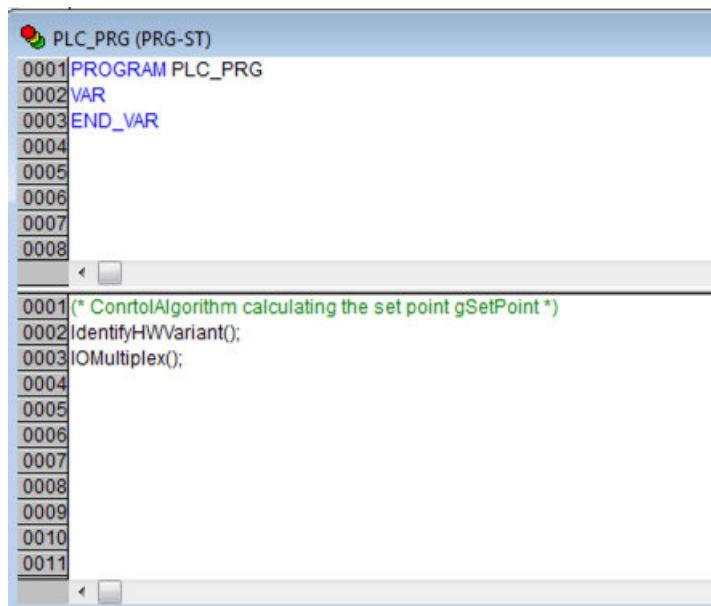 PLC_PRG (PRG-ST)
0001 PROGRAM PLC_PRG
0002 VAR
0003 END_VAR
0004
0005
0006
0007
0008
0001 (* ConrtolAlgorithm calculating the set point gSetPoint *)
0002 IdentifyHWVariant();
0003 IOMultiplex();
0004
0005
0006
0007
0008
0009
0010
0011